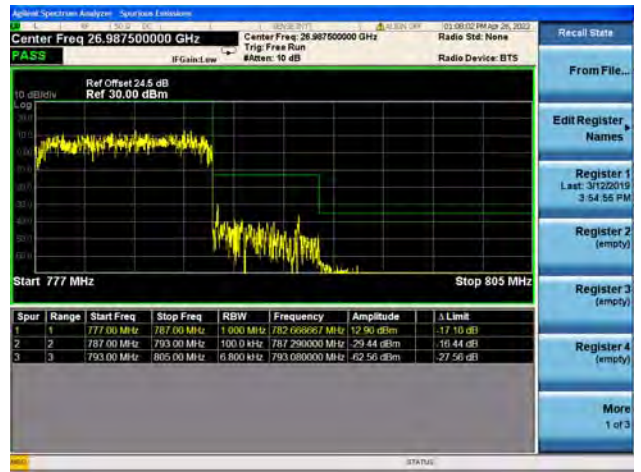 Agilent Spectrum Analyzer Spurious Emissions
SENSE:INT
ALIGN OFF
01:08:02 PM Apr 26, 2022
Center Freq 26.987500000 GHz
Center Freq: 26.987500000 GHz
Radio Std: None
Trig: Free Run
PASS
IFGain:Low
#Atten: 10 dB
Radio Device: BTS
Ref Offset 24.5 dB
10 dB/div
Ref 30.00 dBm
Log
Start 777 MHz
Stop 805 MHz
Spur Range Start Freq Stop Freq RBW Frequency Amplitude Δ Limit
1 1 777.00 MHz 787.00 MHz 1.000 MHz 782.666667 MHz 12.90 dBm -17.10 dB
2 2 787.00 MHz 793.00 MHz 100.0 kHz 787.290000 MHz -29.44 dBm -16.44 dB
3 3 793.00 MHz 805.00 MHz 6.800 kHz 793.080000 MHz -62.56 dBm -27.56 dB
MSG
STATUS
Recall State
From File...
Edit Register
Names
Register 1
Last: 3/12/2019
3:54:56 PM
Register 2
(empty)
Register 3
(empty)
Register 4
(empty)
More
1 of 3